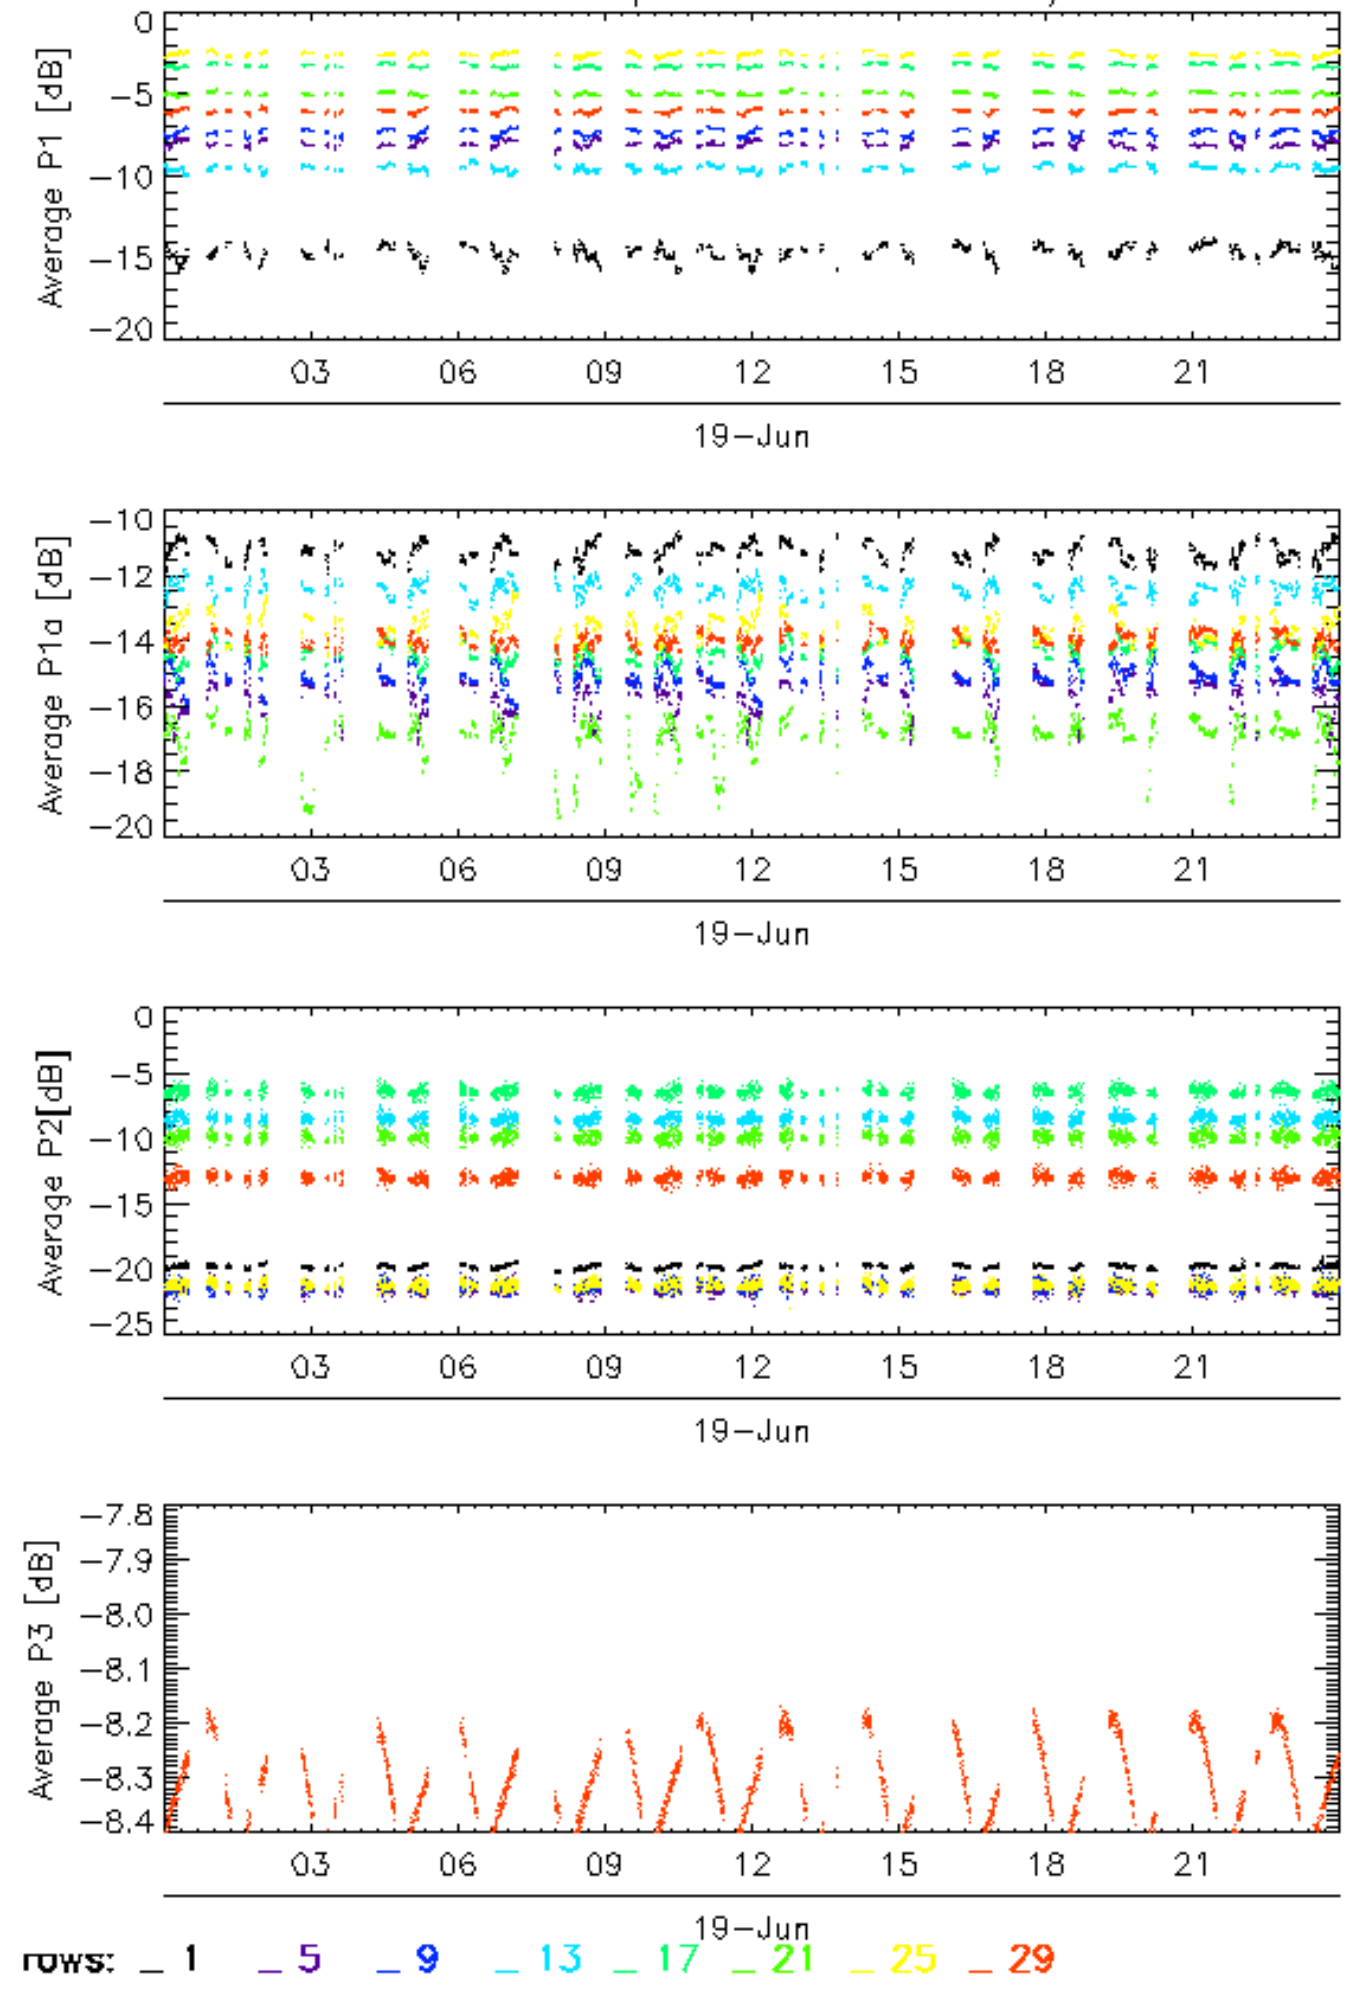 Average P1 [dB]
0
−5
−10
−15
−20
03 06 09 12 15 18 21
19−Jun
Average P1a [dB]
−10
−12
−14
−16
−18
−20
03 06 09 12 15 18 21
19−Jun
Average P2[dB]
0
−5
−10
−15
−20
−25
03 06 09 12 15 18 21
19−Jun
Average P3 [dB]
−7.8
−7.9
−8.0
−8.1
−8.2
−8.3
−8.4
03 06 09 12 15 18 21
19−Jun
rows: _ 1 _ 5 _ 9 _ 13 _ 17 _ 21 _ 25 _ 29